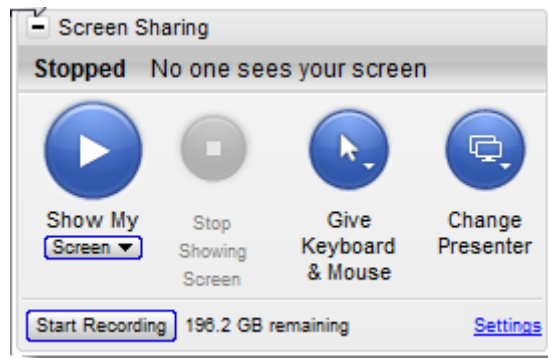 Screen Sharing
Stopped No one sees your screen
Show My
Screen
Stop
Showing
Screen
Give
Keyboard
& Mouse
Change
Presenter
Start Recording 196.2 GB remaining Settings